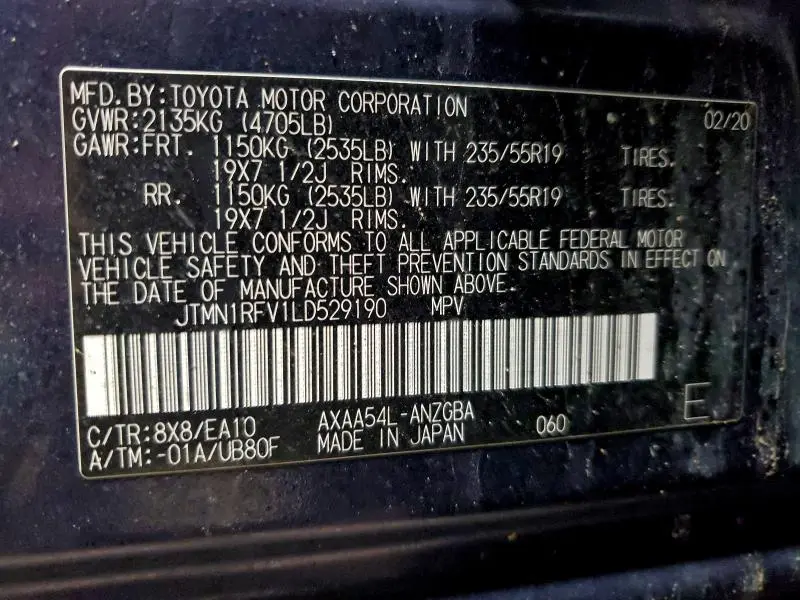 MFD.BY:TOYOTA MOTOR CORPORATION 02/20
GVWR:2135KG (4705LB)
GAWR:FRT. 1150KG (2535LB) WITH 235/55R19 TIRES.
19X7 1/2J RIMS.
RR. 1150KG (2535LB) WITH 235/55R19 TIRES.
19X7 1/2J RIMS.
THIS VEHICLE CONFORMS TO ALL APPLICABLE FEDERAL MOTOR
VEHICLE SAFETY AND THEFT PREVENTION STANDARDS IN EFFECT ON
THE DATE OF MANUFACTURE SHOWN ABOVE.
JTMN1RFV1LD529190 MPV
C/TR:8X8/EA10 AXAA54L-ANZGBA 060 E
A/TM:-01A/UB80F MADE IN JAPAN